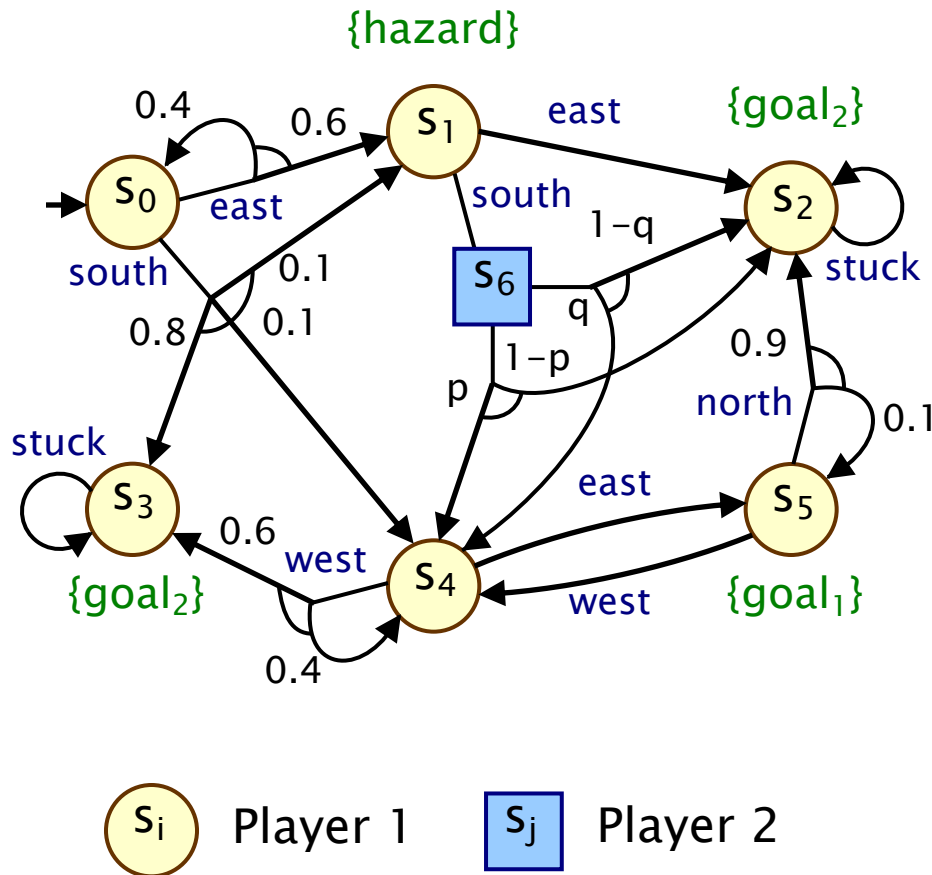 {hazard}
0.4
0.6
s₁
east
{goal₂}
s₀
east
south
s₂
1-q
stuck
south
0.1
s₆
q
0.8
0.1
1-p
0.9
p
north
0.1
stuck
east
s₃
s₅
0.6
west
s₄
{goal₂}
west
{goal₁}
0.4
sᵢ Player 1
sⱼ Player 2